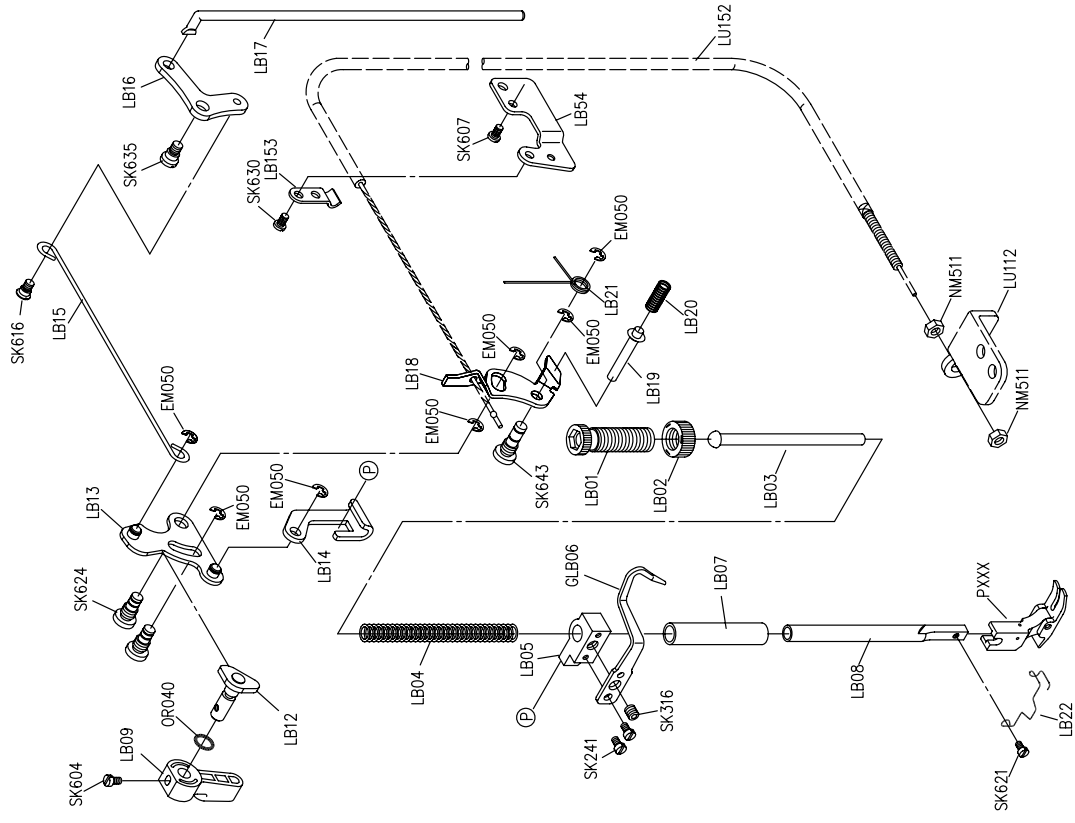 LB16
LB17
LU152
SK635
LB54
SK607
LB153
SK630
SK616
LB15
EM050
LB21
NM511
LU112
EM050
LB20
EM050
LB18
LB19
EM050
EM050
NM511
LB13
EM050
SK643
LB01
LB02
LB03
EM050
P
LB14
SK624
GLB06
LB07
PXXX
LB04
LB05
LB08
LB12
P
SK316
OR040
LB22
LB09
SK241
SK604
SK621